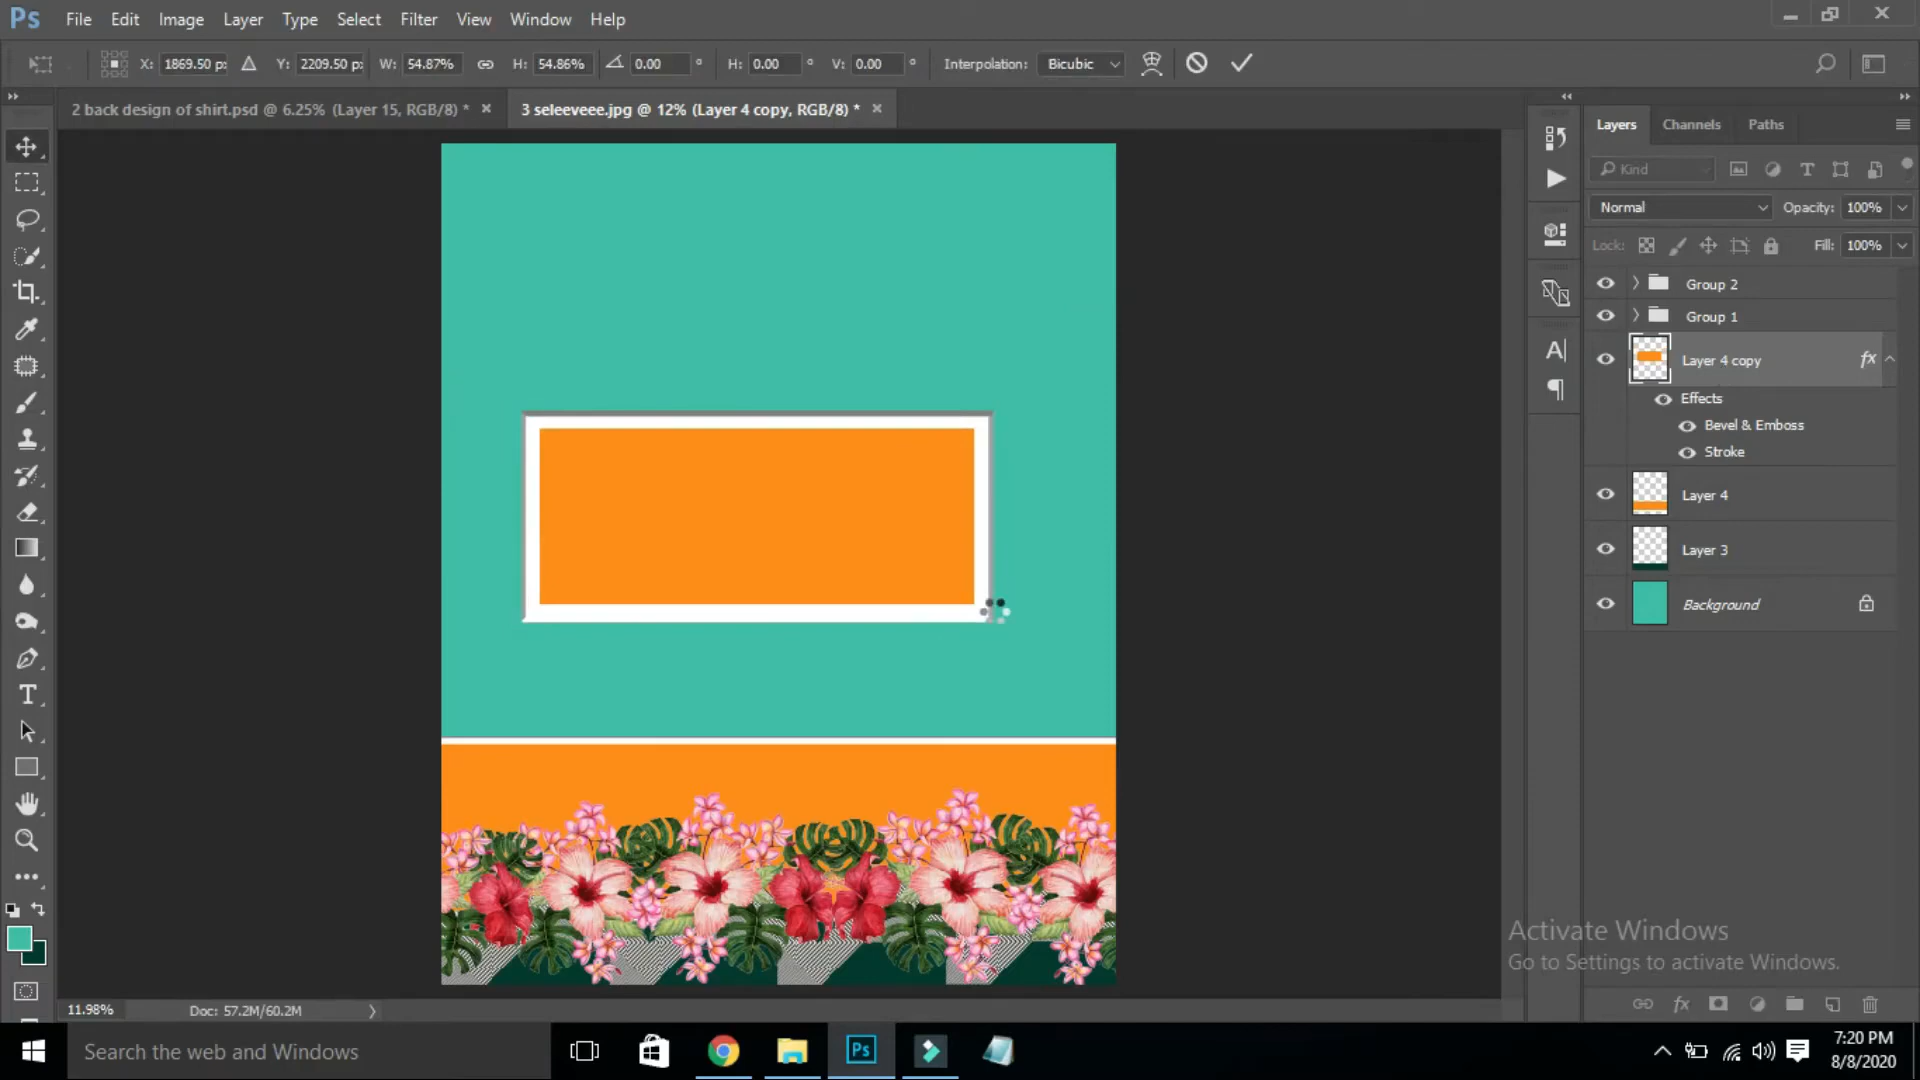 Ps File Edit Image Layer Type Select Filter View Window Help
X: 1869.50 p: Y: 2209.50 p: W: 54.87% H: 54.86% 0.00 ° H: 0.00 ° V: 0.00 ° Interpolation: Bicubic
2 back design of shirt.psd @ 6.25% (Layer 15, RGB/8) * 3 seleeveee.jpg @ 12% (Layer 4 copy, RGB/8) *
Layers Channels Paths
Kind
Normal Opacity: 100%
Lock: Fill: 100%
Group 2
Group 1
Layer 4 copy fx
Effects
Bevel & Emboss
Stroke
Layer 4
Layer 3
Background
Activate Windows
Go to Settings to activate Windows.
11.98% Doc: 57.2M/60.2M
Search the web and Windows
Ps
7:20 PM
8/8/2020